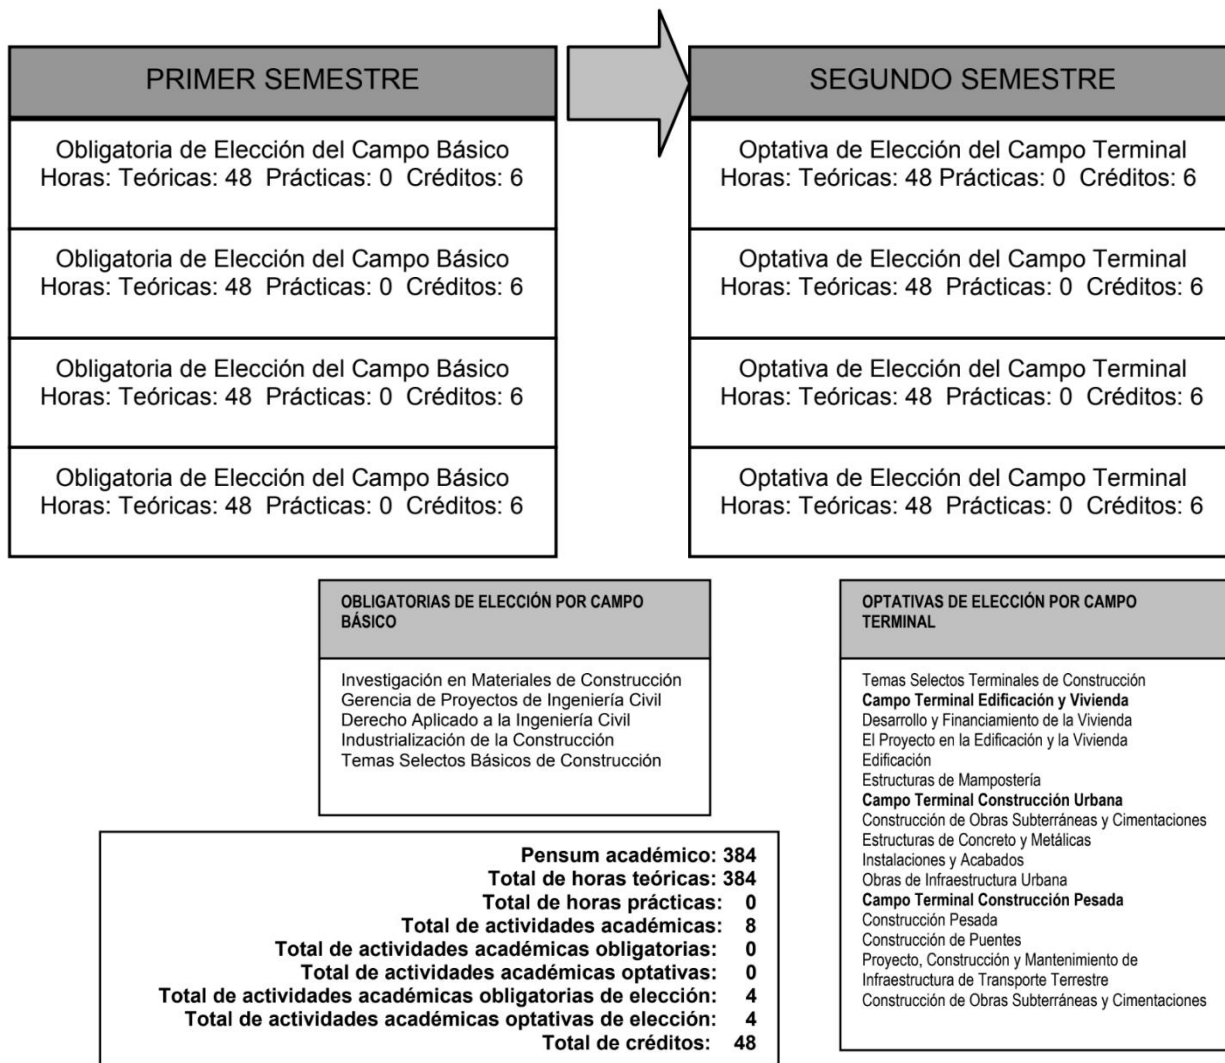 PRIMER SEMESTRE
Obligatoria de Elección del Campo Básico
Horas: Teóricas: 48 Prácticas: 0 Créditos: 6
Obligatoria de Elección del Campo Básico
Horas: Teóricas: 48 Prácticas: 0 Créditos: 6
Obligatoria de Elección del Campo Básico
Horas: Teóricas: 48 Prácticas: 0 Créditos: 6
Obligatoria de Elección del Campo Básico
Horas: Teóricas: 48 Prácticas: 0 Créditos: 6
SEGUNDO SEMESTRE
Optativa de Elección del Campo Terminal
Horas: Teóricas: 48 Prácticas: 0 Créditos: 6
Optativa de Elección del Campo Terminal
Horas: Teóricas: 48 Prácticas: 0 Créditos: 6
Optativa de Elección del Campo Terminal
Horas: Teóricas: 48 Prácticas: 0 Créditos: 6
Optativa de Elección del Campo Terminal
Horas: Teóricas: 48 Prácticas: 0 Créditos: 6
OBLIGATORIAS DE ELECCIÓN POR CAMPO
BÁSICO
Investigación en Materiales de Construcción
Gerencia de Proyectos de Ingeniería Civil
Derecho Aplicado a la Ingeniería Civil
Industrialización de la Construcción
Temas Selectos Básicos de Construcción
OPTATIVAS DE ELECCIÓN POR CAMPO
TERMINAL
Temas Selectos Terminales de Construcción
Campo Terminal Edificación y Vivienda
Desarrollo y Financiamiento de la Vivienda
El Proyecto en la Edificación y la Vivienda
Edificación
Estructuras de Mampostería
Campo Terminal Construcción Urbana
Construcción de Obras Subterráneas y Cimentaciones
Estructuras de Concreto y Metálicas
Instalaciones y Acabados
Obras de Infraestructura Urbana
Campo Terminal Construcción Pesada
Construcción Pesada
Construcción de Puentes
Proyecto, Construcción y Mantenimiento de
Infraestructura de Transporte Terrestre
Construcción de Obras Subterráneas y Cimentaciones
Pensum académico: 384
Total de horas teóricas: 384
Total de horas prácticas: 0
Total de actividades académicas: 8
Total de actividades académicas obligatorias: 0
Total de actividades académicas optativas: 0
Total de actividades académicas obligatorias de elección: 4
Total de actividades académicas optativas de elección: 4
Total de créditos: 48